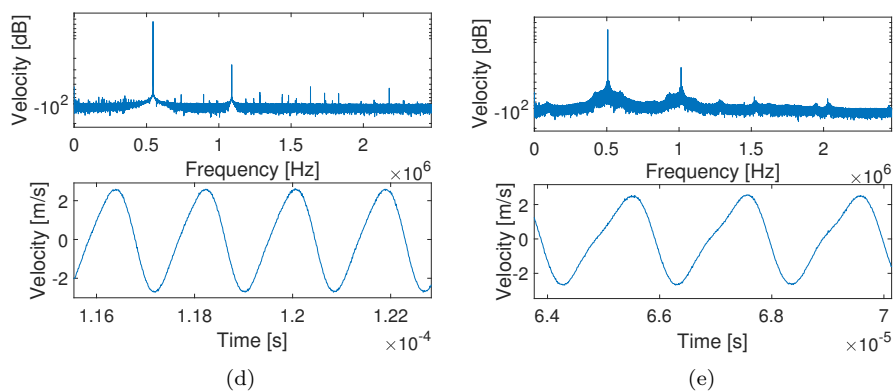 Velocity [dB]
-10²
0 0.5 1 1.5 2
Frequency [Hz]
×10⁶
Velocity [m/s]
2
0
-2
1.16 1.18 1.2 1.22
Time [s]
×10⁻⁴
(d)
Velocity [dB]
-10²
0 0.5 1 1.5 2
Frequency [Hz]
×10⁶
Velocity [m/s]
2
0
-2
6.4 6.6 6.8 7
Time [s]
×10⁻⁵
(e)